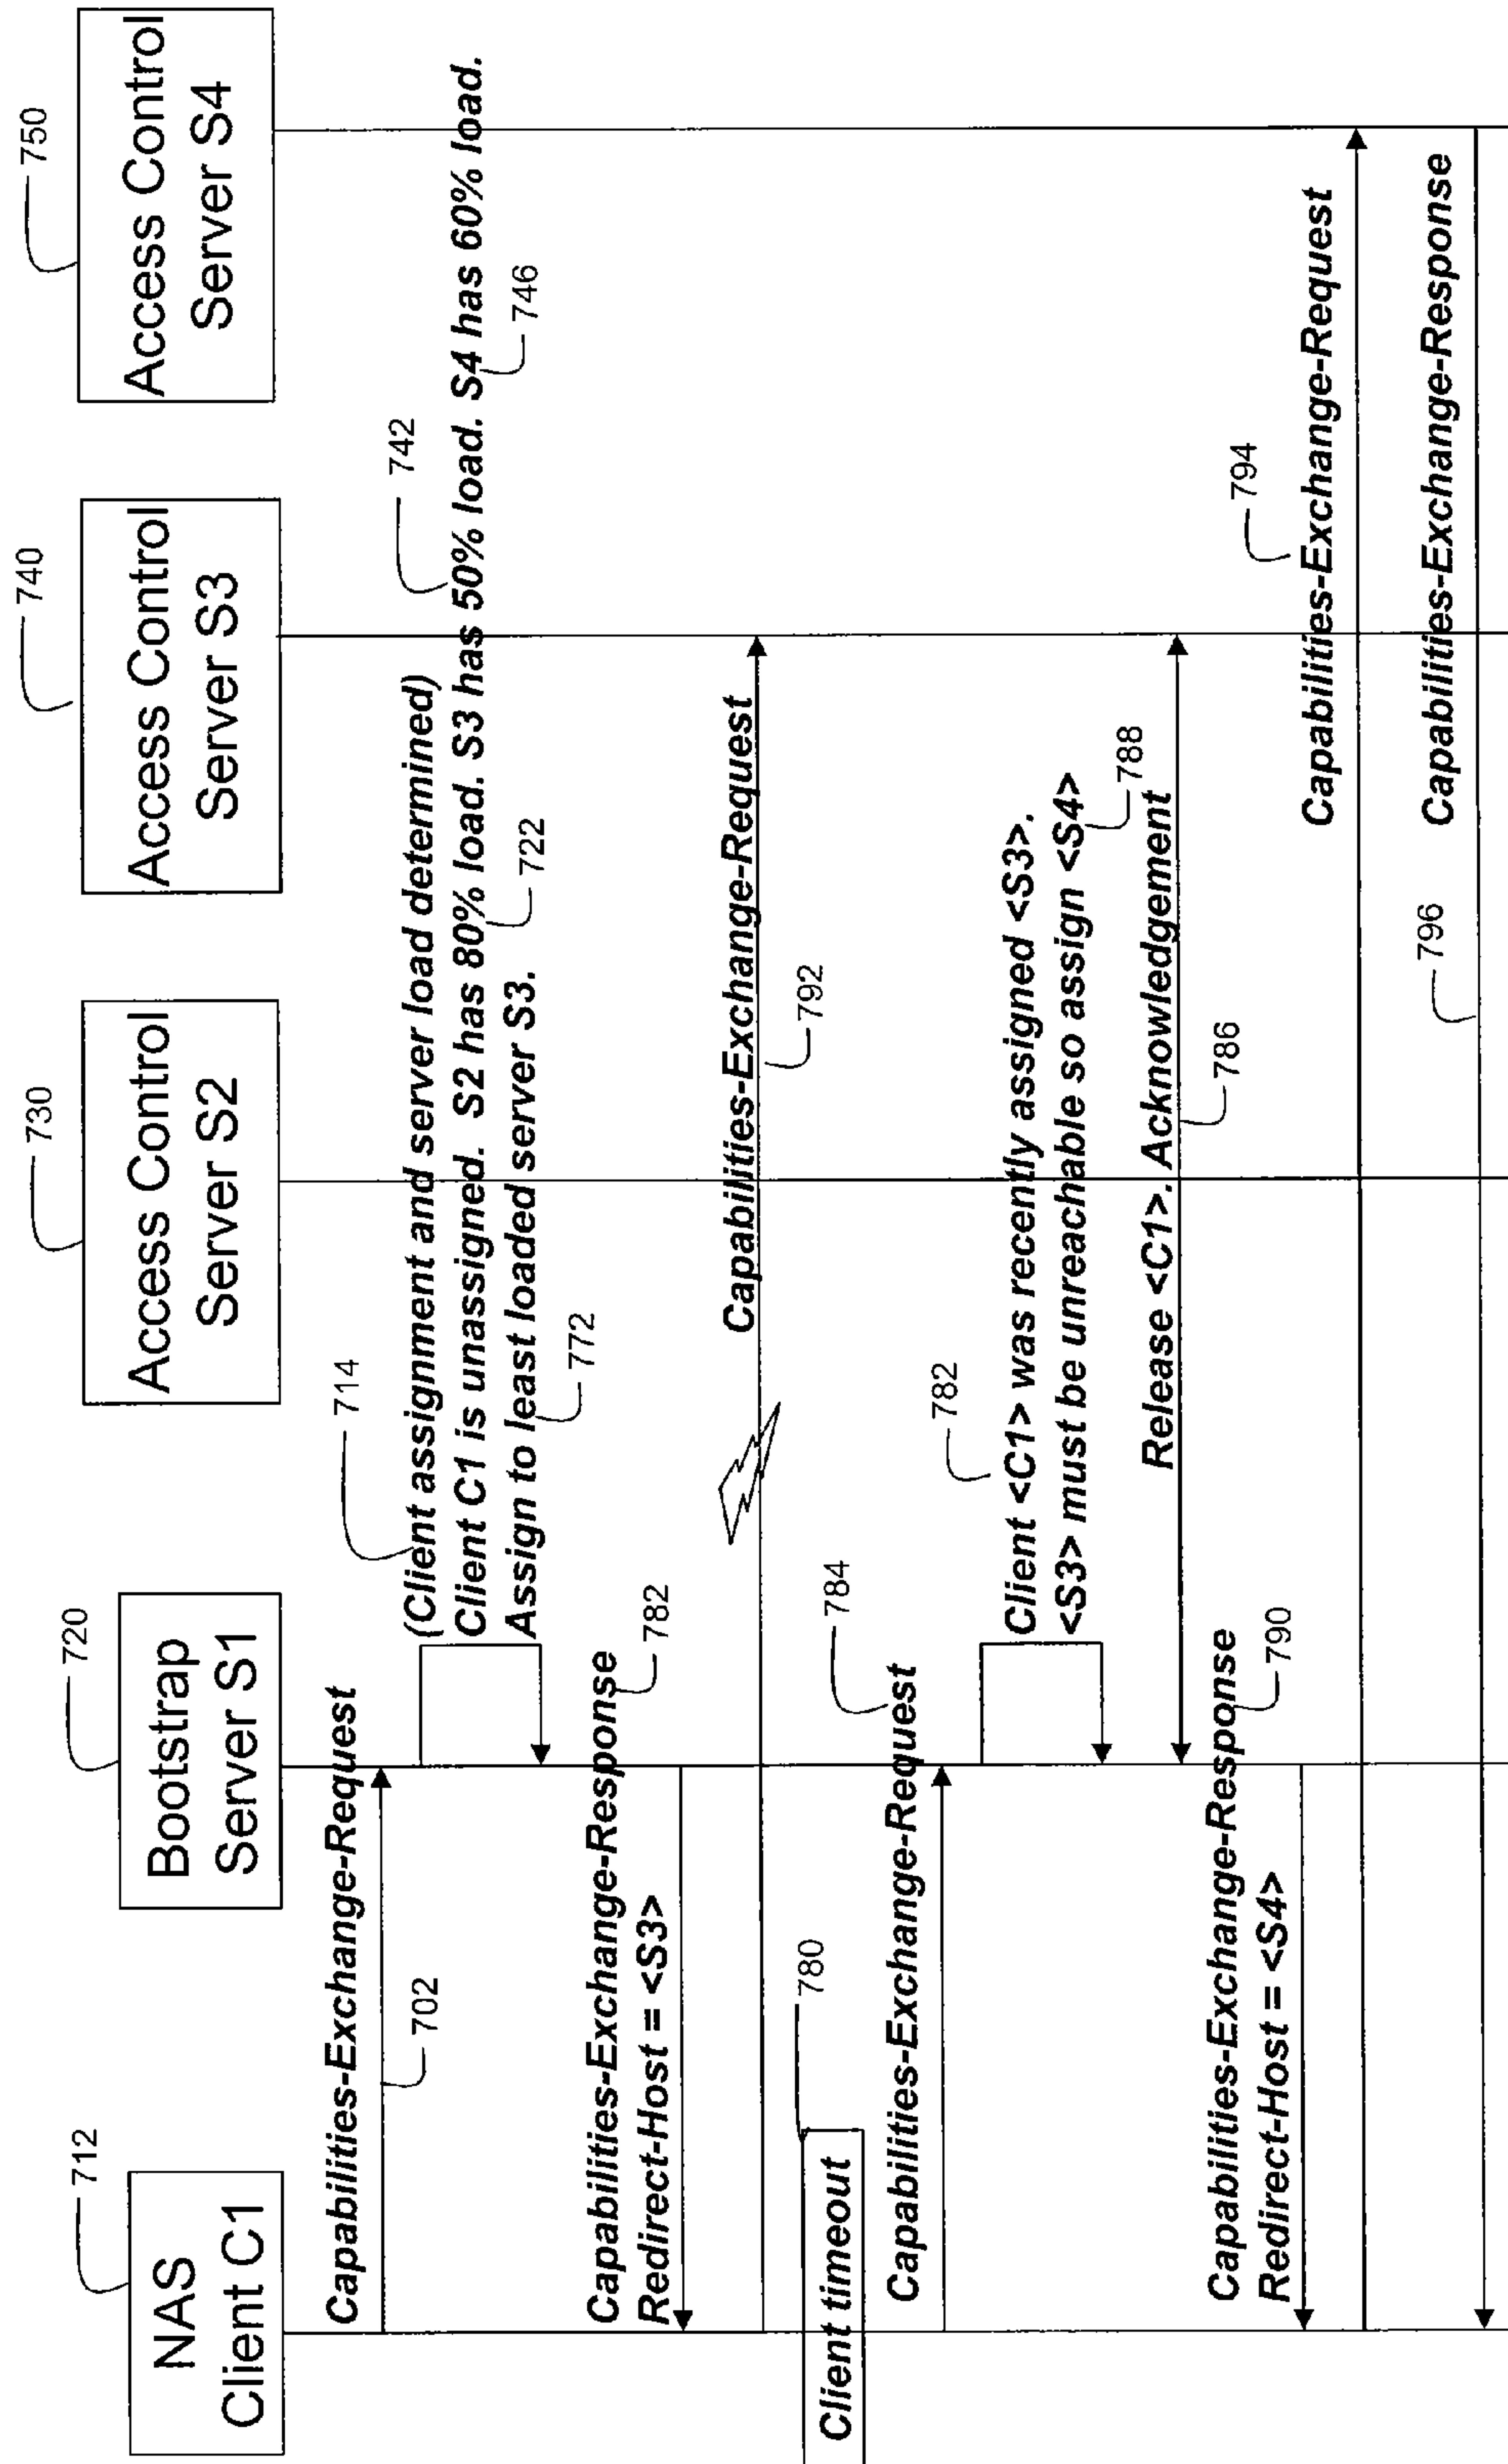 712
NAS
Client C1
720
Bootstrap
Server S1
730
Access Control
Server S2
740
Access Control
Server S3
750
Access Control
Server S4
Capabilities-Exchange-Request
702
714
(Client assignment and server load determined)
742
Client C1 is unassigned. S2 has 80% load. S3 has 50% load. S4 has 60% load.
722
746
Assign to least loaded server S3.
772
Capabilities-Exchange-Response
782
Redirect-Host = <S3>
Capabilities-Exchange-Request
792
780
Client timeout
784
Capabilities-Exchange-Request
782
Client <C1> was recently assigned <S3>.
<S3> must be unreachable so assign <S4>
788
Release <C1>. Acknowledgement
786
Capabilities-Exchange-Response
790
Redirect-Host = <S4>
794
Capabilities-Exchange-Request
Capabilities-Exchange-Response
796